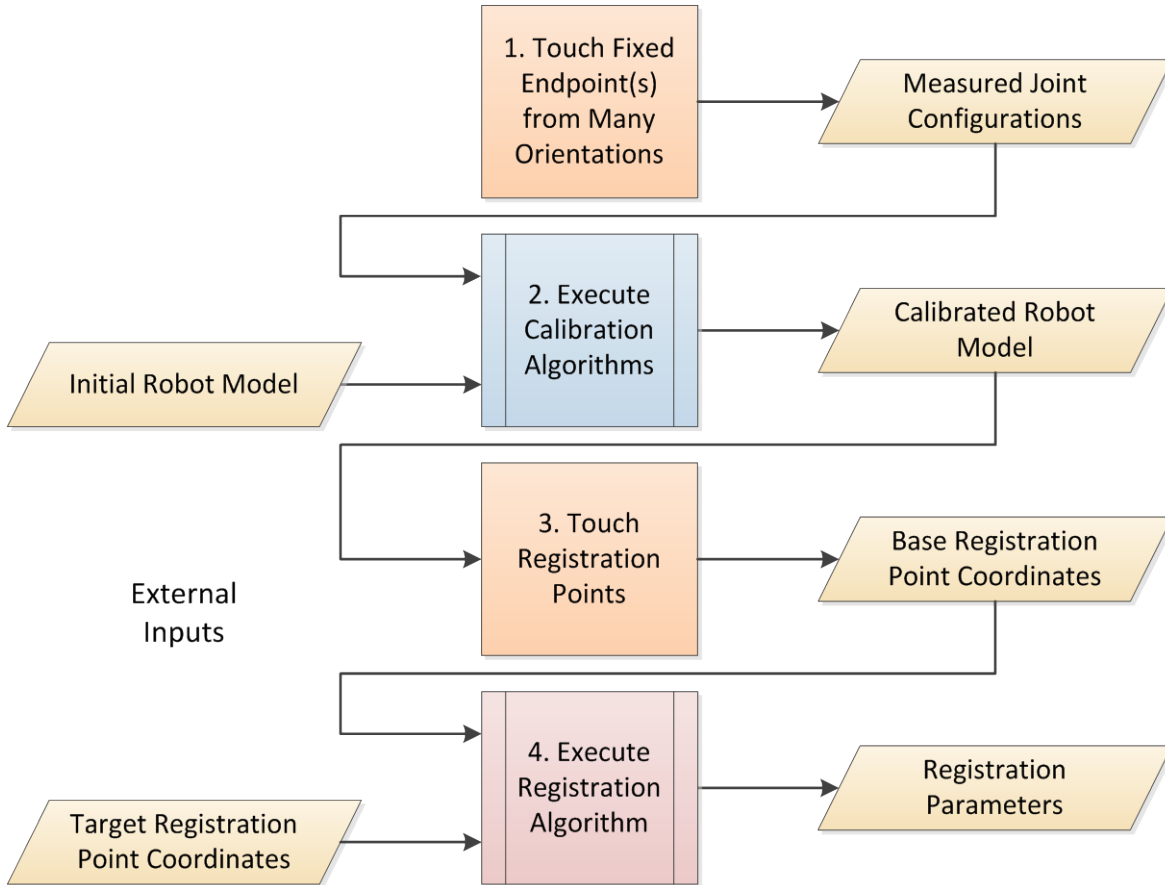 1. Touch Fixed
Endpoint(s)
from Many
Orientations
Measured Joint
Configurations
2. Execute
Calibration
Algorithms
Calibrated Robot
Model
Initial Robot Model
3. Touch
Registration
Points
Base Registration
Point Coordinates
External
Inputs
4. Execute
Registration
Algorithm
Registration
Parameters
Target Registration
Point Coordinates